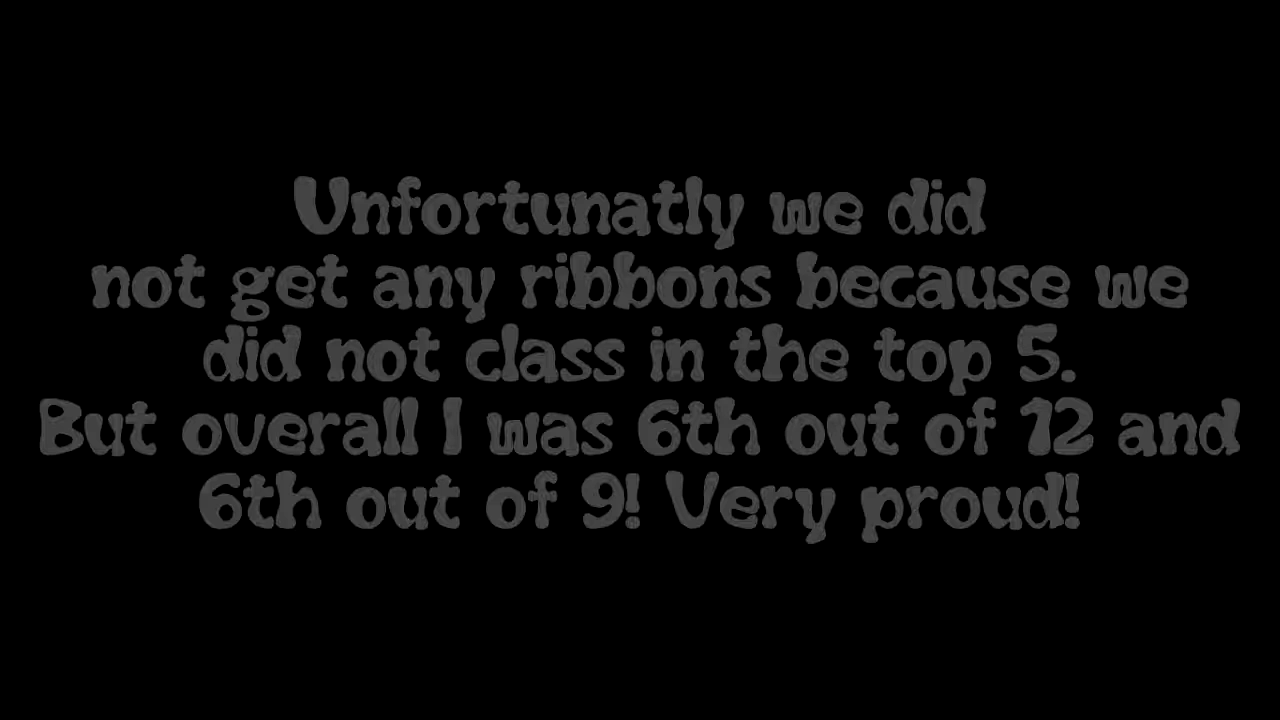 Unfortunatly we did
not get any ribbons because we
did not class in the top 5.
But overall I was 6th out of 12 and
6th out of 9! Very proud!